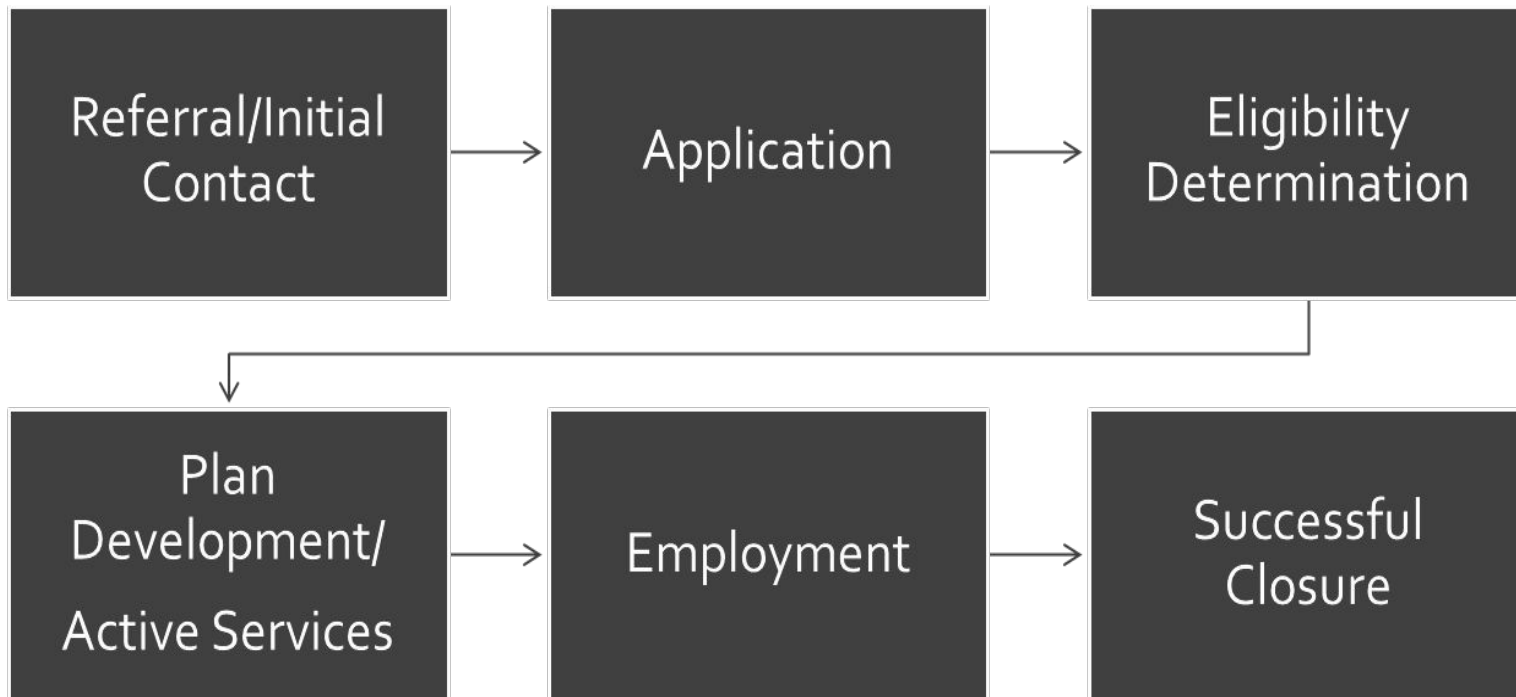 Referral/Initial
Contact
Application
Eligibility
Determination
Plan
Development/
Active Services
Employment
Successful
Closure